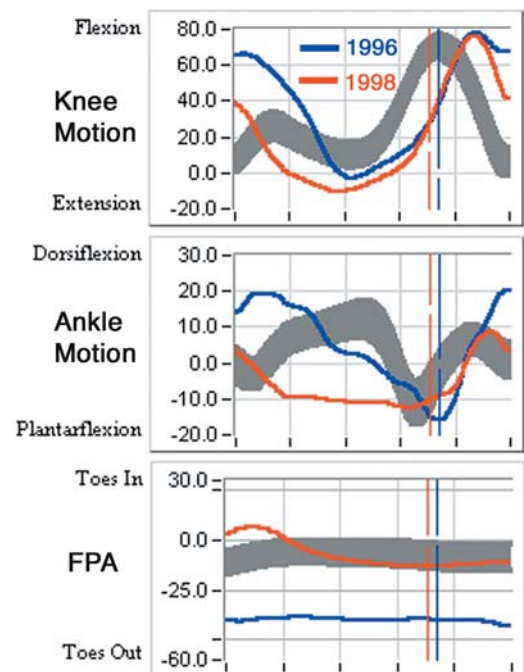 Flexion
80.0
60.0
40.0
20.0
0.0
-20.0
Knee
Motion
Extension
1996
1998
Dorsiflexion
30.0
20.0
10.0
0.0
-10.0
-20.0
Ankle
Motion
Plantarflexion
Toes In
30.0
0.0
-25.0
-60.0
FPA
Toes Out